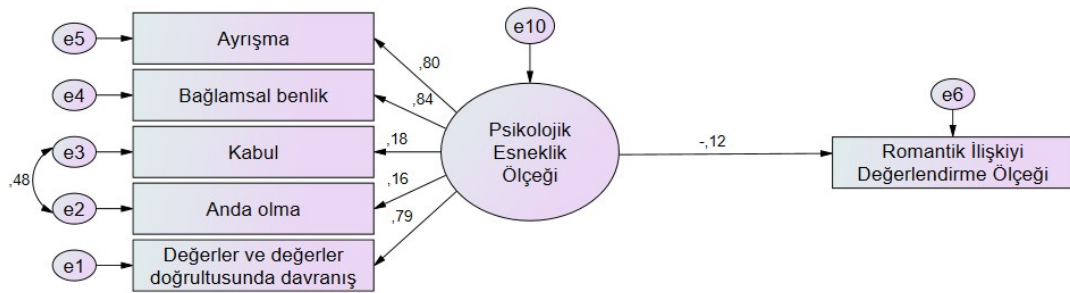 e5
Ayrışma
e10
,80
e4
Bağlamsal benlik
,84
e6
e3
Kabul
,18
Psikolojik
Esneklik
Ölçeği
-,12
Romantik İlişkiyi
Değerlendirme Ölçeği
,48
e2
Anda olma
,16
,79
e1
Değerler ve değerler
doğrultusunda davranış